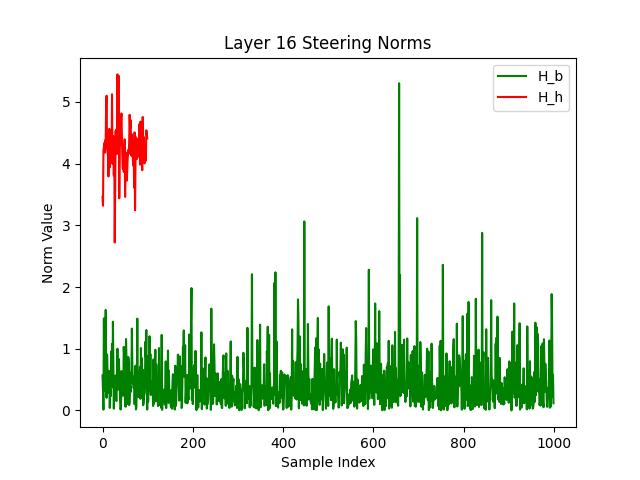 Layer 16 Steering Norms
H_b
H_h
Norm Value
5
4
3
2
1
0
0 200 400 600 800 1000
Sample Index